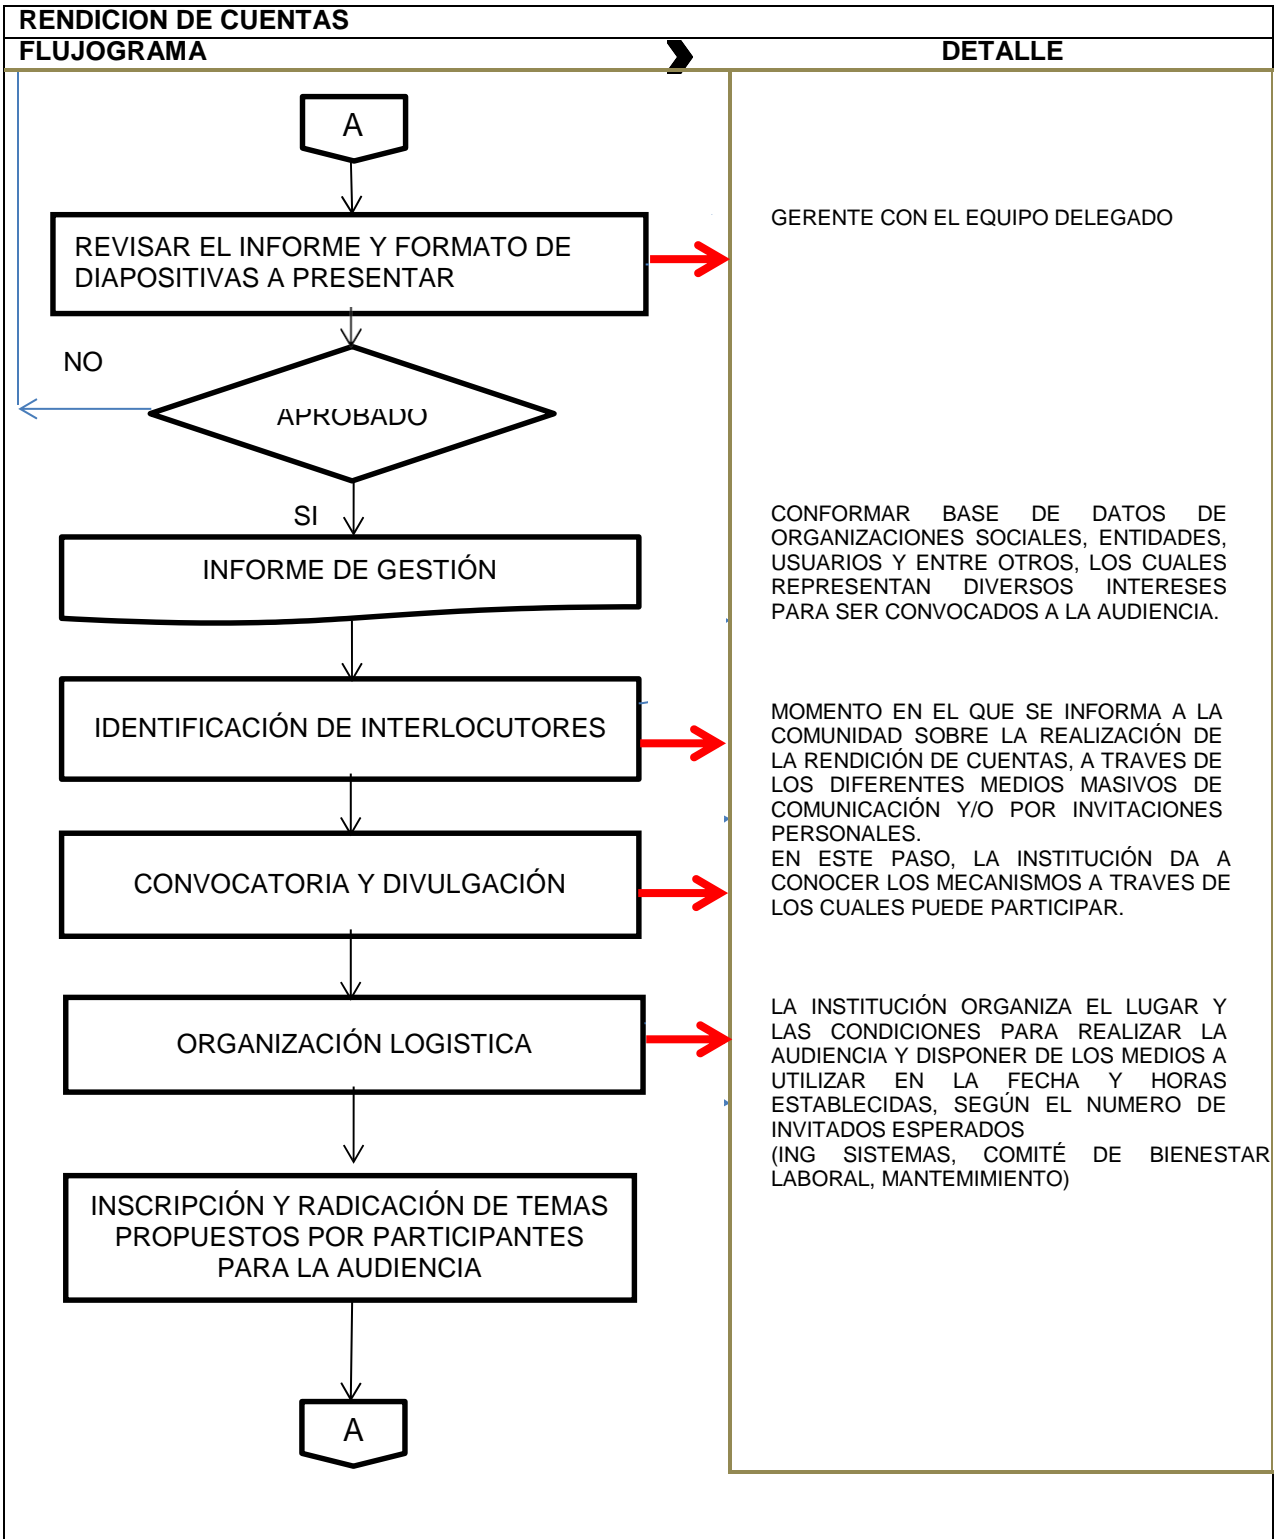 RENDICION DE CUENTAS
FLUJOGRAMA
DETALLE
A
REVISAR EL INFORME Y FORMATO DE
DIAPOSITIVAS A PRESENTAR
GERENTE CON EL EQUIPO DELEGADO
NO
APROBADO
SI
INFORME DE GESTIÓN
CONFORMAR BASE DE DATOS DE
ORGANIZACIONES SOCIALES, ENTIDADES,
USUARIOS Y ENTRE OTROS, LOS CUALES
REPRESENTAN DIVERSOS INTERESES
PARA SER CONVOCADOS A LA AUDIENCIA.
IDENTIFICACIÓN DE INTERLOCUTORES
MOMENTO EN EL QUE SE INFORMA A LA
COMUNIDAD SOBRE LA REALIZACIÓN DE
LA RENDICIÓN DE CUENTAS, A TRAVES DE
LOS DIFERENTES MEDIOS MASIVOS DE
COMUNICACIÓN Y/O POR INVITACIONES
PERSONALES.
EN ESTE PASO, LA INSTITUCIÓN DA A
CONOCER LOS MECANISMOS A TRAVES DE
LOS CUALES PUEDE PARTICIPAR.
CONVOCATORIA Y DIVULGACIÓN
ORGANIZACIÓN LOGISTICA
LA INSTITUCIÓN ORGANIZA EL LUGAR Y
LAS CONDICIONES PARA REALIZAR LA
AUDIENCIA Y DISPONER DE LOS MEDIOS A
UTILIZAR EN LA FECHA Y HORAS
ESTABLECIDAS, SEGÚN EL NUMERO DE
INVITADOS ESPERADOS
(ING SISTEMAS, COMITÉ DE BIENESTAR
LABORAL, MANTEMIMIENTO)
INSCRIPCIÓN Y RADICACIÓN DE TEMAS
PROPUESTOS POR PARTICIPANTES
PARA LA AUDIENCIA
A